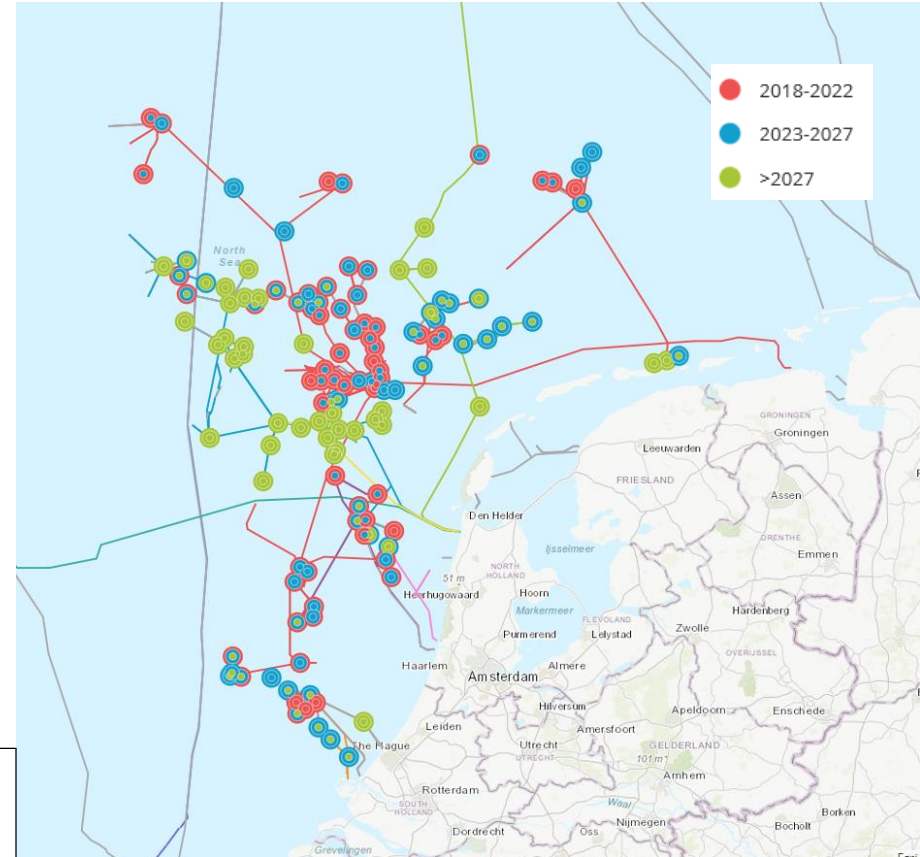 2018-2022
2023-2027
>2027
North
Sea
GRONINGEN
Groningen
Leeuwarden
FRIESLAND
Assen
DRENTHE
Den Helder
Emmen
Ijsselmeer
NORTH
HOLLAND
51 m
Heerhugowaard
Hoorn
Markermeer
Hardenberg
FLEVOLAND
Zwolle
Purmerend
Lelystad
OVERIJSSEL
Haarlem
Almere
Amsterdam
Hilversum
Apeldoorn
Enschede
Leiden
Amersfoort
Utrecht
UTRECHT
GELDERLAND
The Hague
101 m
Arnhem
Rotterdam
Waal
SOUTH
HOLLAND
Nijmegen
Borken
Dordrecht
Oss
Bocholt
Grevelingen